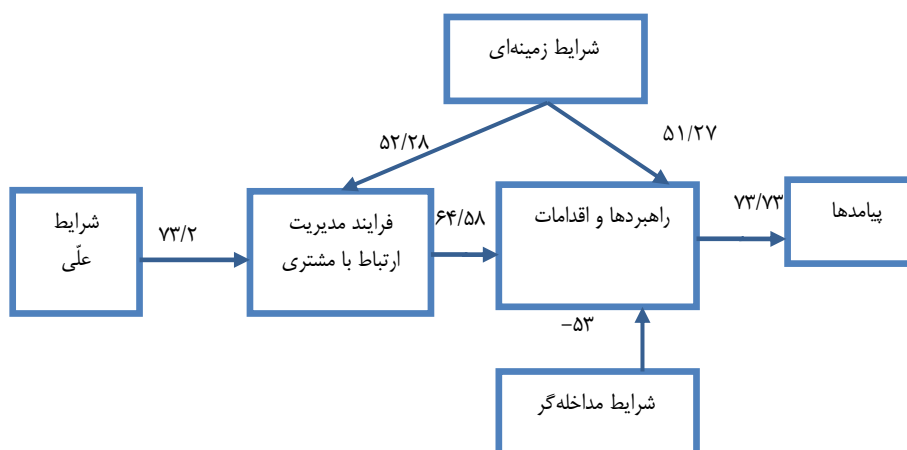 شرایط زمینه‌ای
۵۲/۲۸
۵۱/۲۷
شرایط
علّی
۷۳/۲
فرایند مدیریت
ارتباط با مشتری
۶۴/۵۸
راهبردها و اقدامات
۷۳/۷۳
پیامدها
–۵۳
شرایط مداخله‌گر